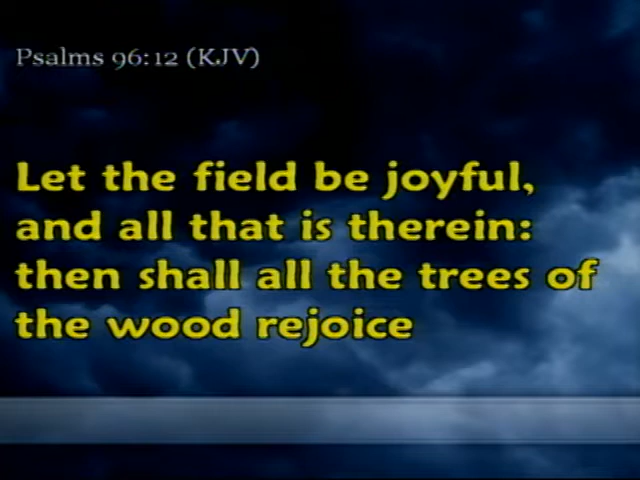 Psalms 96:12 (KJV)
Let the field be joyful,
and all that is therein:
then shall all the trees of
the wood rejoice